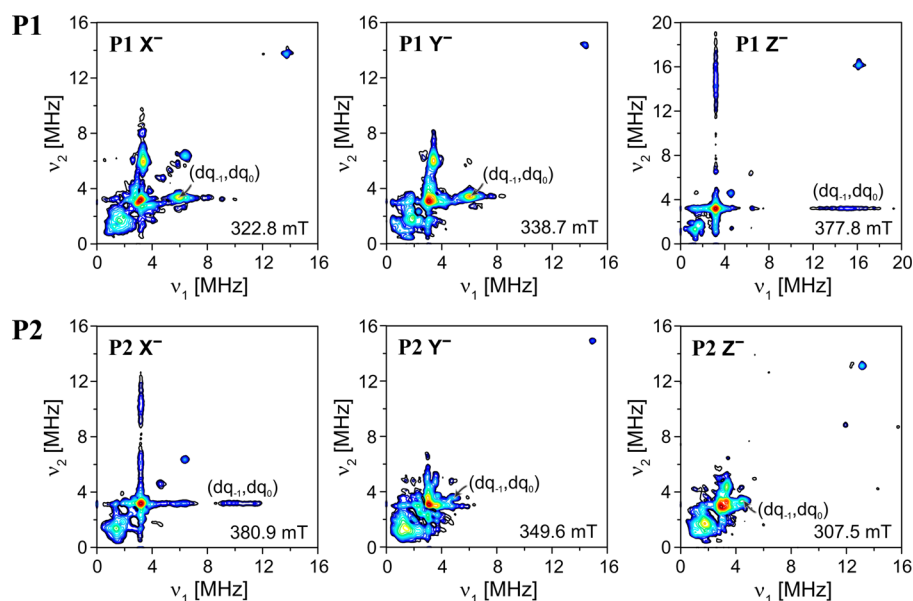 P1
P1 X⁻
P1 Y⁻
P1 Z⁻
16
12
8
4
0
ν₂ [MHz]
(dq₋₁,dq₀)
322.8 mT
0 4 8 12 16
ν₁ [MHz]
16
12
8
4
0
ν₂ [MHz]
(dq₋₁,dq₀)
338.7 mT
0 4 8 12 16
ν₁ [MHz]
20
16
12
8
4
0
ν₂ [MHz]
(dq₋₁,dq₀)
377.8 mT
0 4 8 12 16 20
ν₁ [MHz]
P2
P2 X⁻
P2 Y⁻
P2 Z⁻
16
12
8
4
0
ν₂ [MHz]
(dq₋₁,dq₀)
380.9 mT
0 4 8 12 16
ν₁ [MHz]
16
12
8
4
0
ν₂ [MHz]
(dq₋₁,dq₀)
349.6 mT
0 4 8 12 16
ν₁ [MHz]
16
12
8
4
0
ν₂ [MHz]
(dq₋₁,dq₀)
307.5 mT
0 4 8 12 16
ν₁ [MHz]